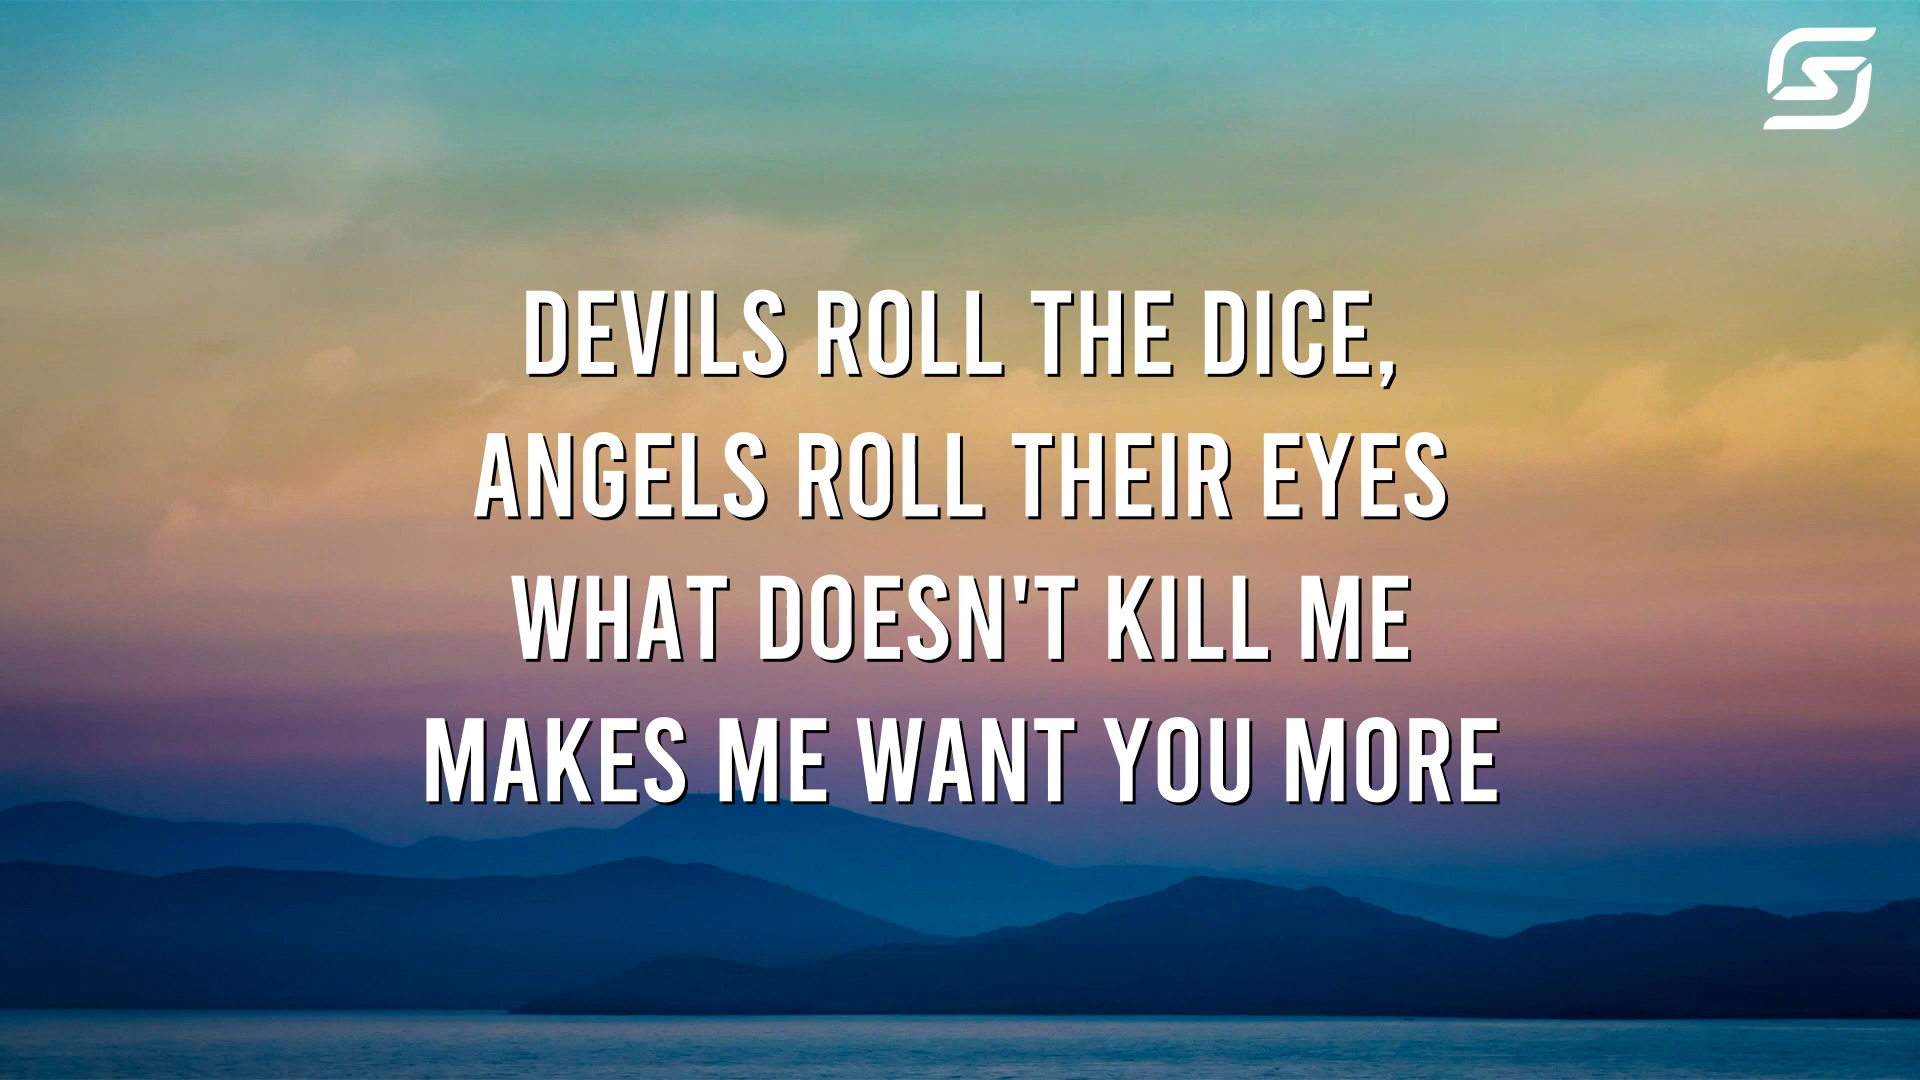 DEVILS ROLL THE DICE,
ANGELS ROLL THEIR EYES
WHAT DOESN'T KILL ME
MAKES ME WANT YOU MORE